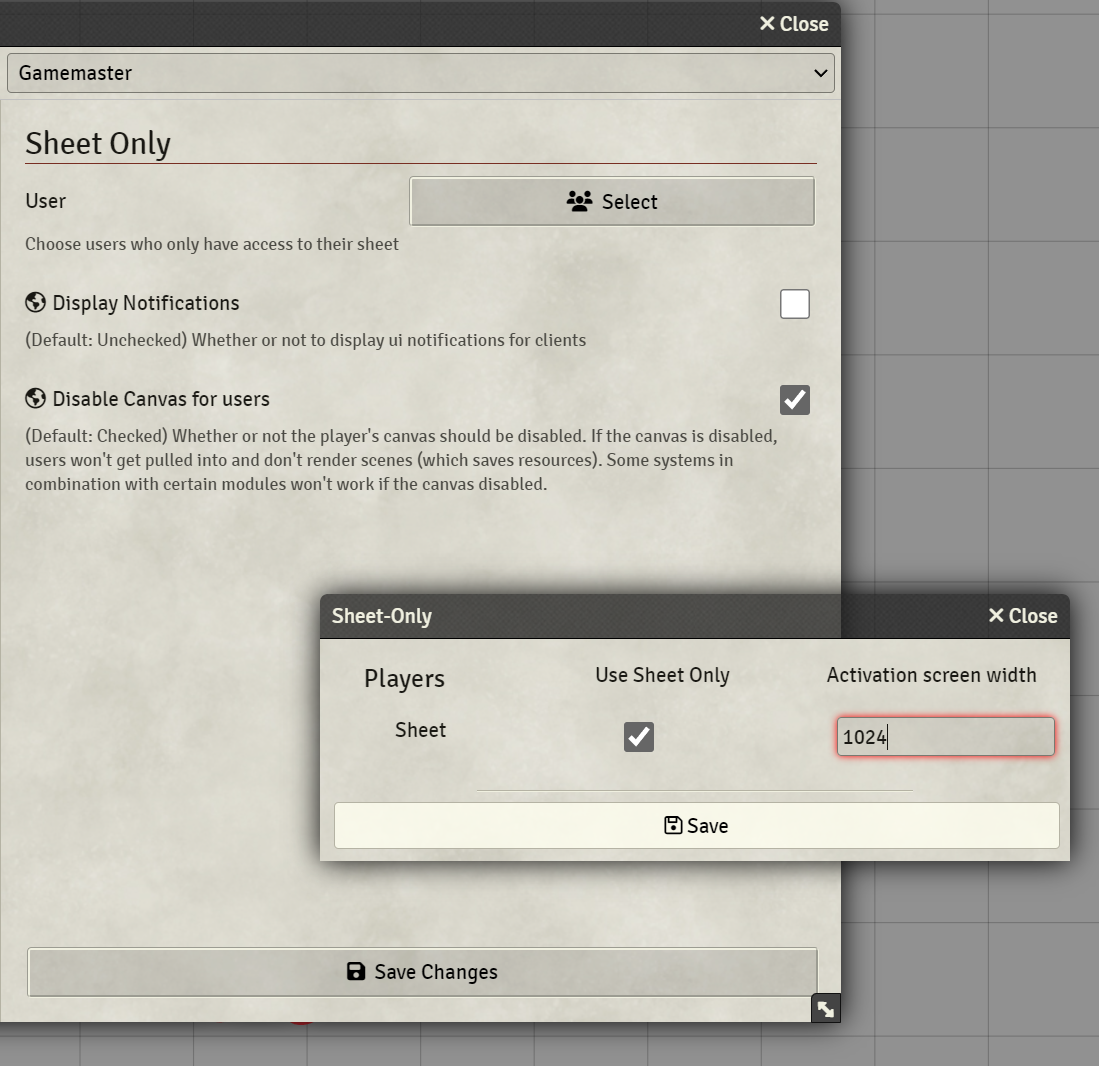 Close
Gamemaster
Sheet Only
User
Select
Choose users who only have access to their sheet
Display Notifications
(Default: Unchecked) Whether or not to display ui notifications for clients
Disable Canvas for users
(Default: Checked) Whether or not the player's canvas should be disabled. If the canvas is disabled,
users won't get pulled into and don't render scenes (which saves resources). Some systems in
combination with certain modules won't work if the canvas disabled.
Sheet-Only
Close
Players
Use Sheet Only
Activation screen width
Sheet
1024
Save
Save Changes